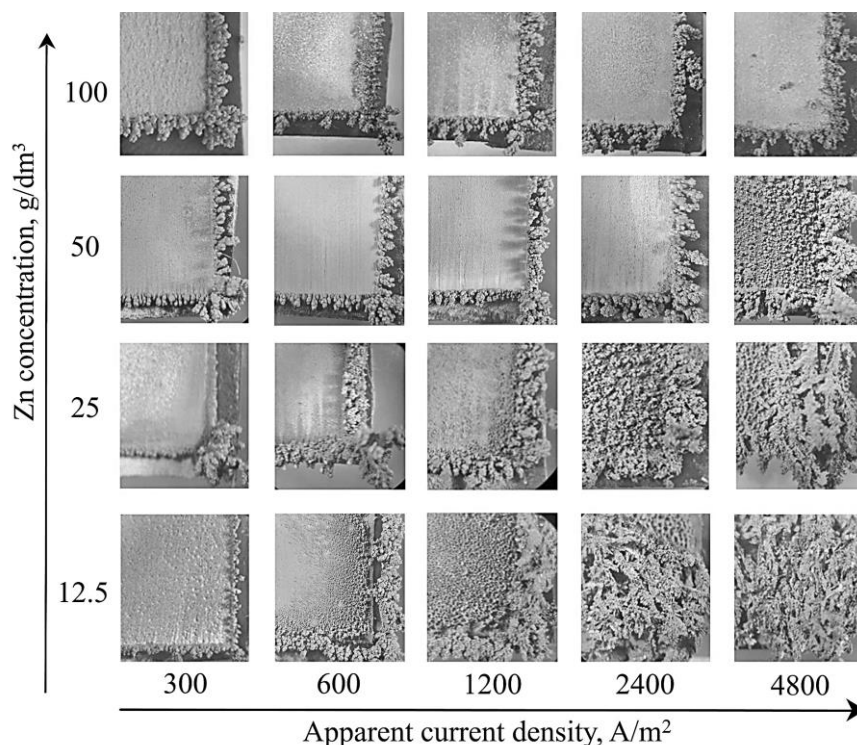 Zn concentration, g/dm³
100
50
25
12.5
300 600 1200 2400 4800
Apparent current density, A/m²